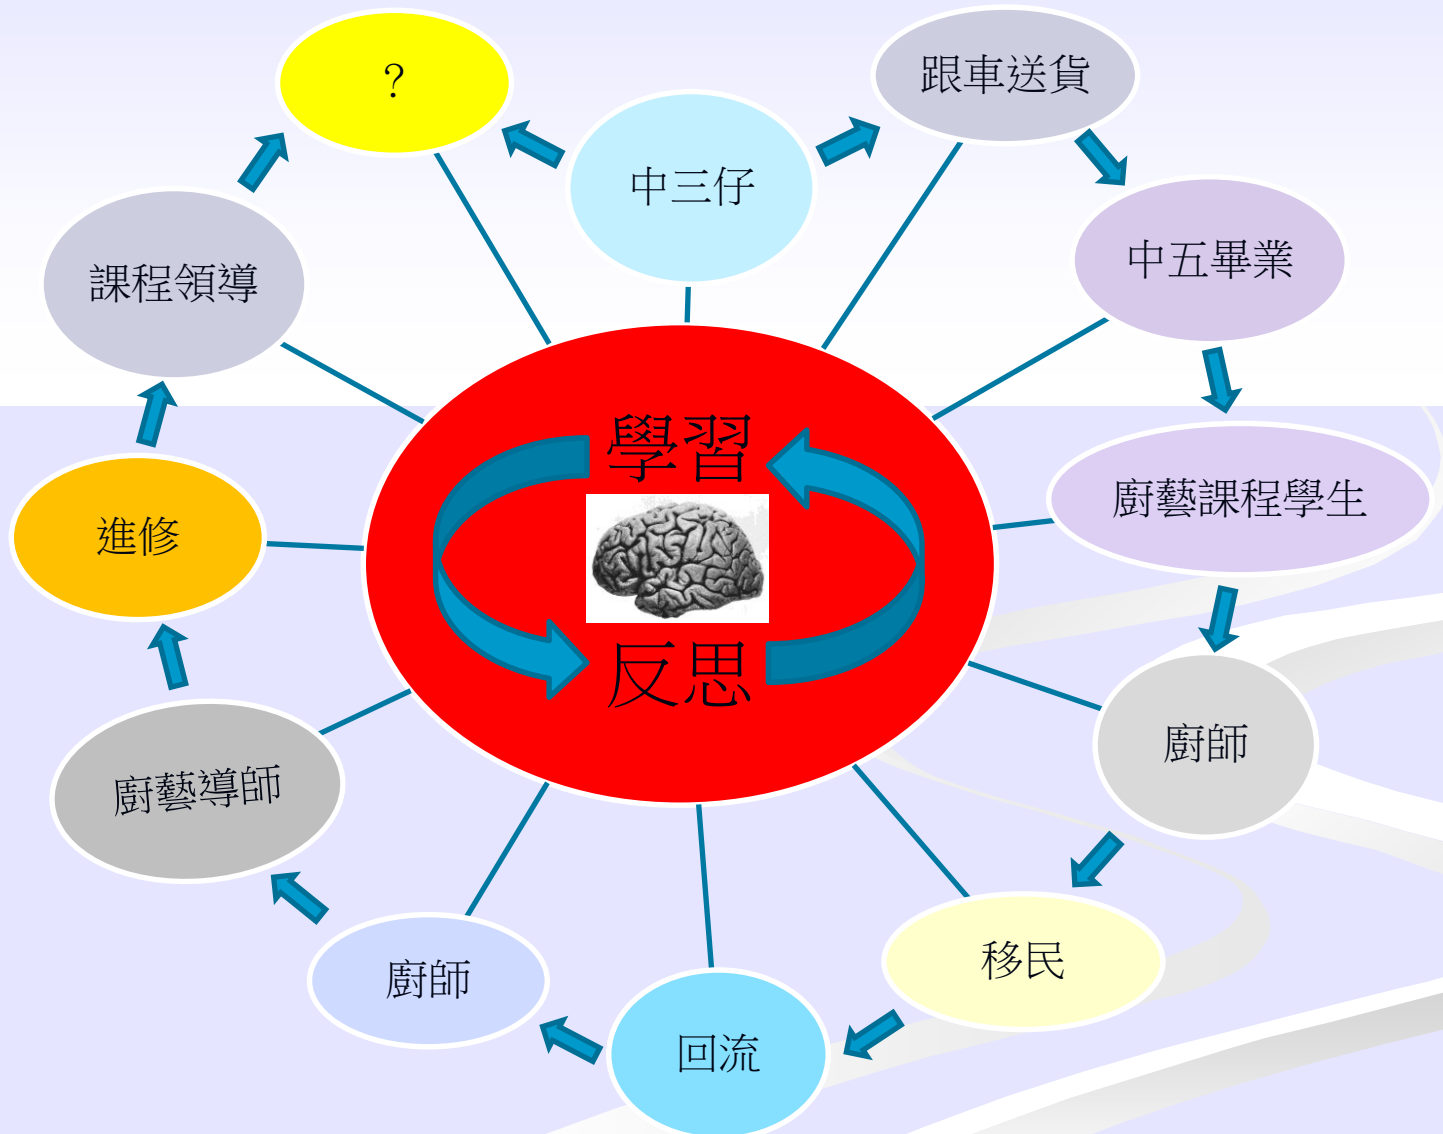 ？
中三仔
跟車送貨
中五畢業
廚藝課程學生
廚師
移民
回流
廚師
廚藝導師
進修
課程領導
學習
反思